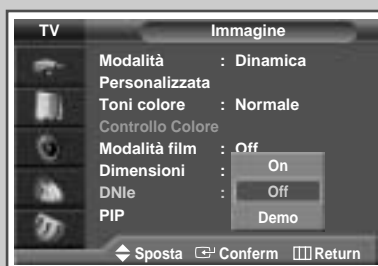 TV Immagine
Modalità : Dinamica
Personalizzata
Toni colore : Normale
Controllo Colore
Modalità film : Off
Dimensioni : On
DNIe : Off
PIP Demo
Sposta Conferm Return